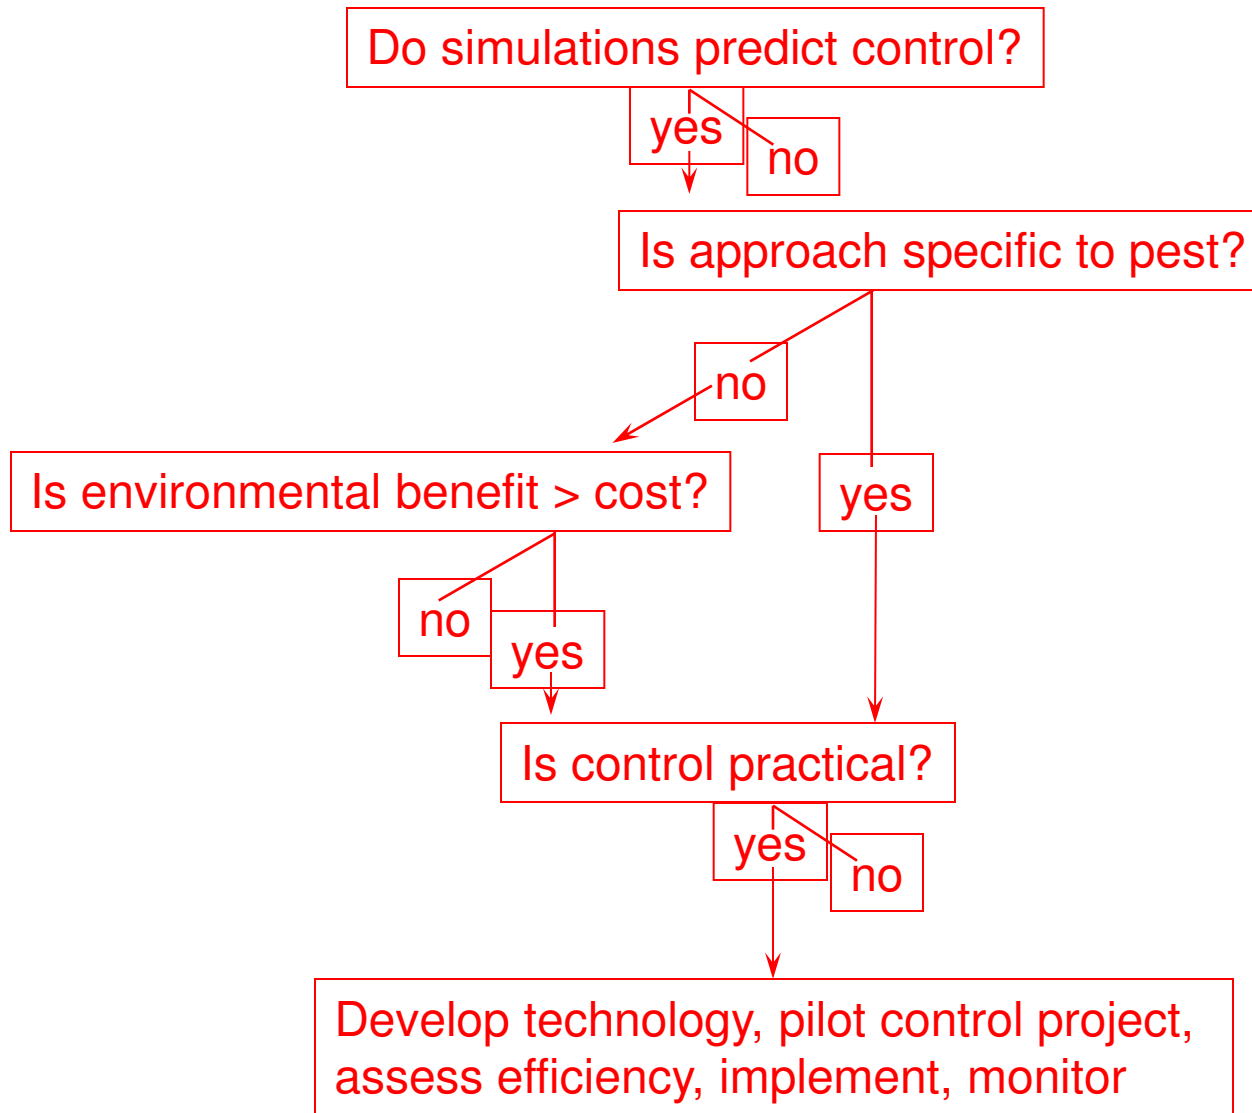 Do simulations predict control?
yes
no
Is approach specific to pest?
no
Is environmental benefit > cost?
yes
no
yes
Is control practical?
yes
no
Develop technology, pilot control project,
assess efficiency, implement, monitor